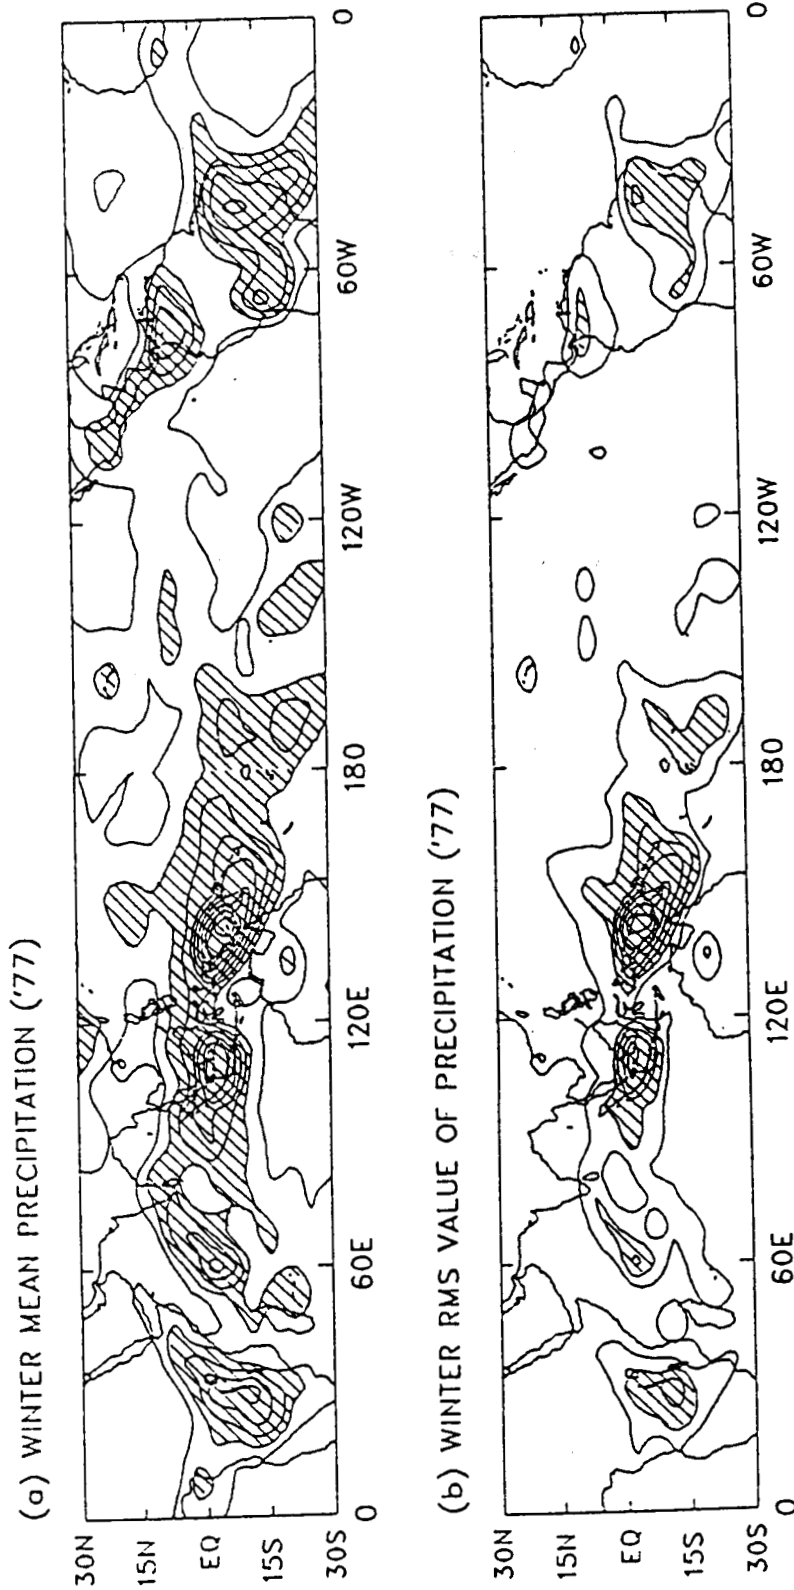 (a) WINTER MEAN PRECIPITATION ('77)
30N
15N
EQ
15S
30S
0
60E
120E
180
120W
60W
0
(b) WINTER RMS VALUE OF PRECIPITATION ('77)
30N
15N
EQ
15S
30S
0
60E
120E
180
120W
60W
0